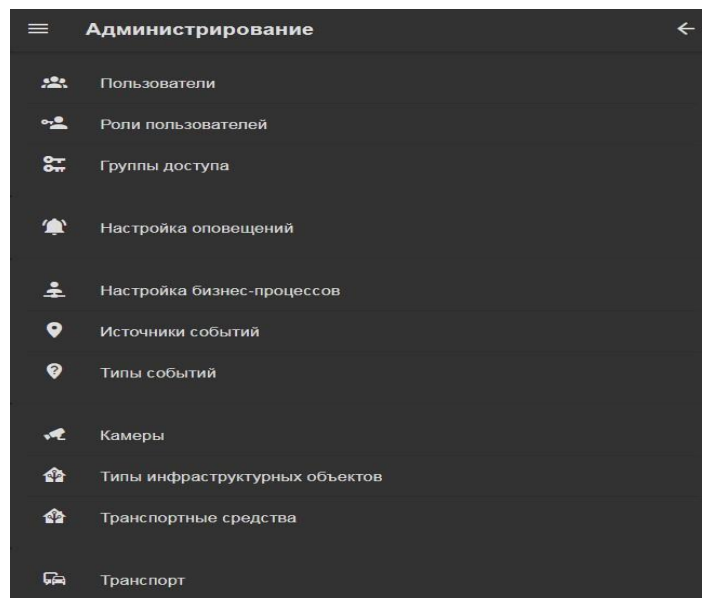 Администрирование
Пользователи
Роли пользователей
Группы доступа
Настройка оповещений
Настройка бизнес-процессов
Источники событий
Типы событий
Камеры
Типы инфраструктурных объектов
Транспортные средства
Транспорт